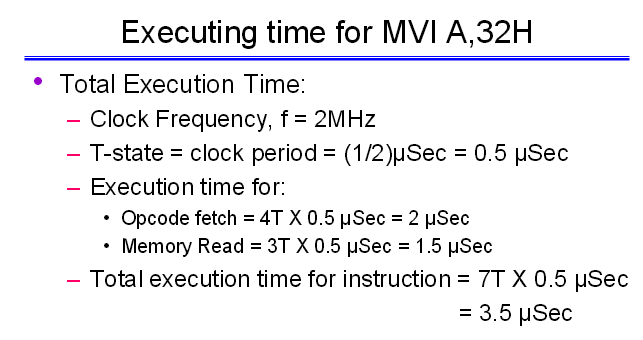 Executing time for MVI A,32H
• Total Execution Time:
– Clock Frequency, f = 2MHz
– T-state = clock period = (1/2)μSec = 0.5 μSec
– Execution time for:
• Opcode fetch = 4T X 0.5 μSec = 2 μSec
• Memory Read = 3T X 0.5 μSec = 1.5 μSec
– Total execution time for instruction = 7T X 0.5 μSec
= 3.5 μSec